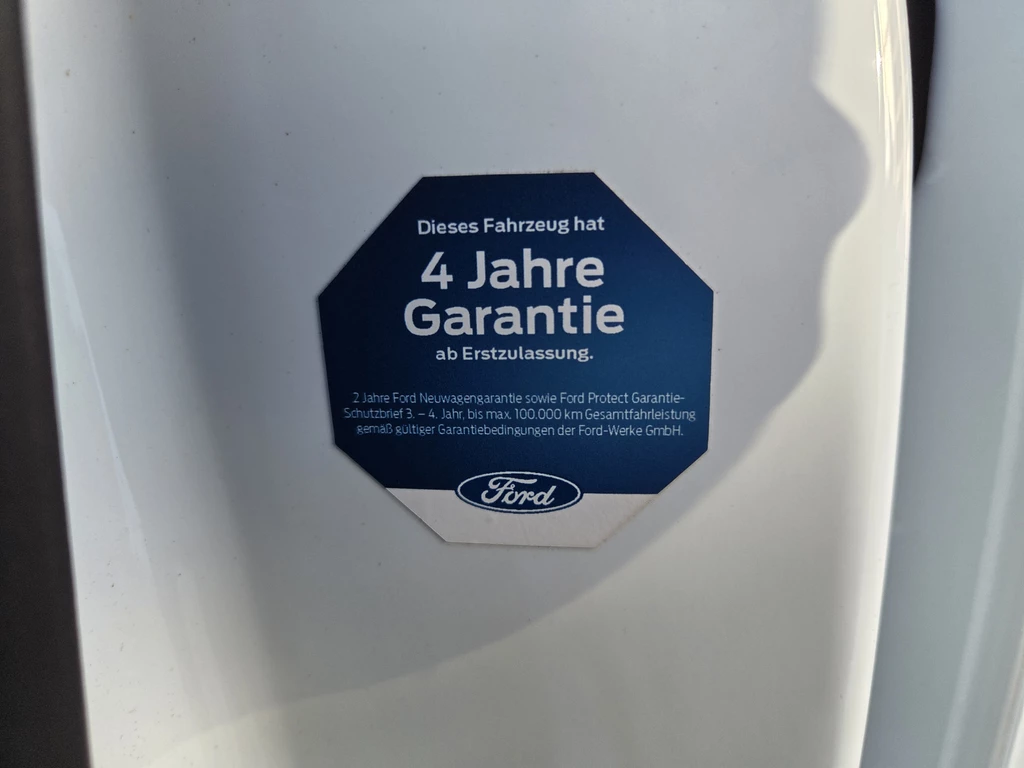 Dieses Fahrzeug hat
4 Jahre
Garantie
ab Erstzulassung.
2 Jahre Ford Neuwagengarantie sowie Ford Protect Garantie-
Schutzbrief 3. – 4. Jahr, bis max. 100.000 km Gesamtfahrleistung
gemäß gültiger Garantiebedingungen der Ford-Werke GmbH.
Ford